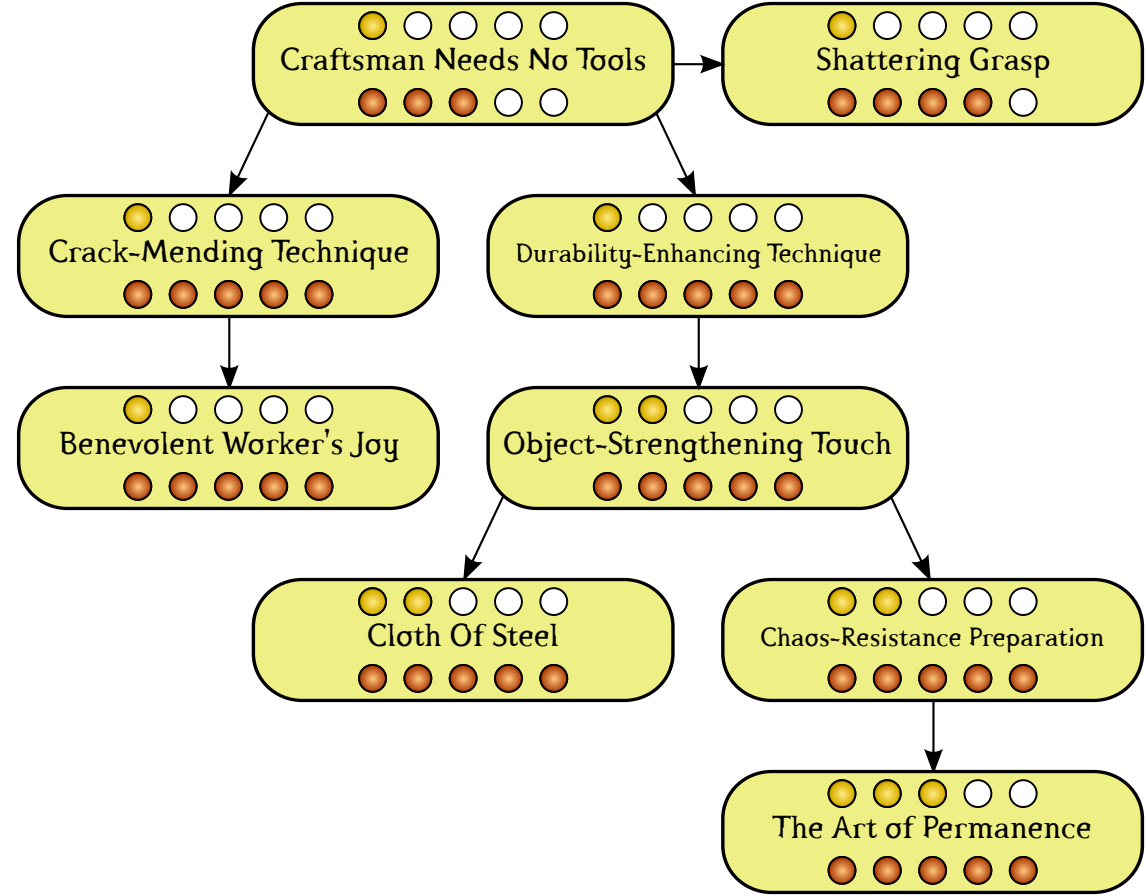 Craftsman Needs No Tools
Shattering Grasp
Crack-Mending Technique
Durability-Enhancing Technique
Benevolent Worker's Joy
Object-Strengthening Touch
Cloth Of Steel
Chaos-Resistance Preparation
The Art of Permanence